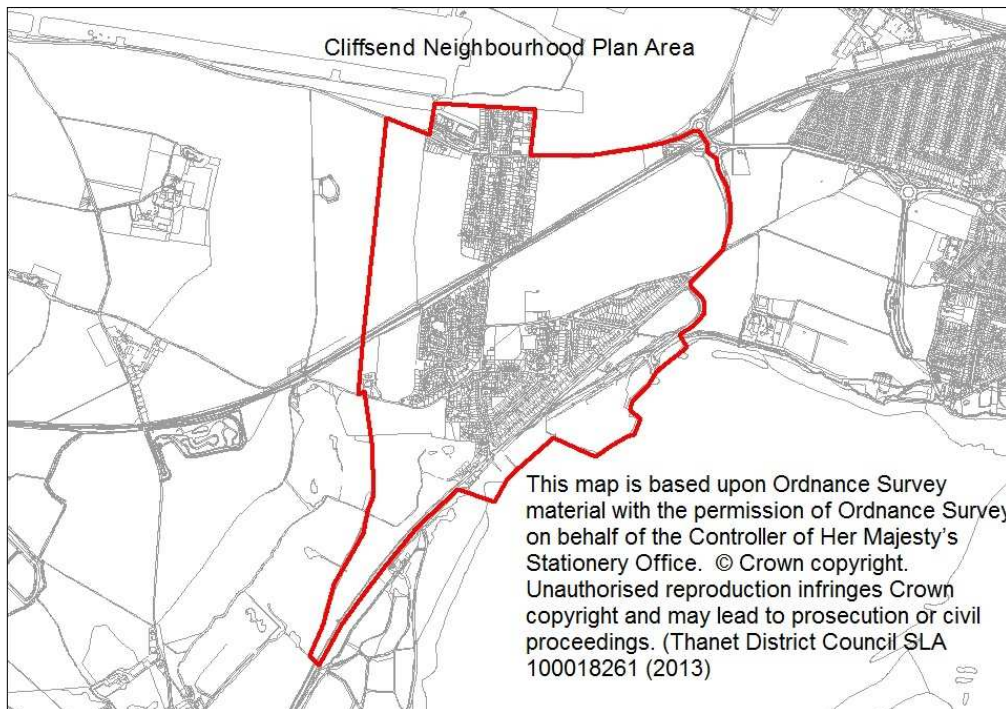 Cliffsend Neighbourhood Plan Area
This map is based upon Ordnance Survey
material with the permission of Ordnance Survey
on behalf of the Controller of Her Majesty's
Stationery Office. © Crown copyright.
Unauthorised reproduction infringes Crown
copyright and may lead to prosecution or civil
proceedings. (Thanet District Council SLA
100018261 (2013)